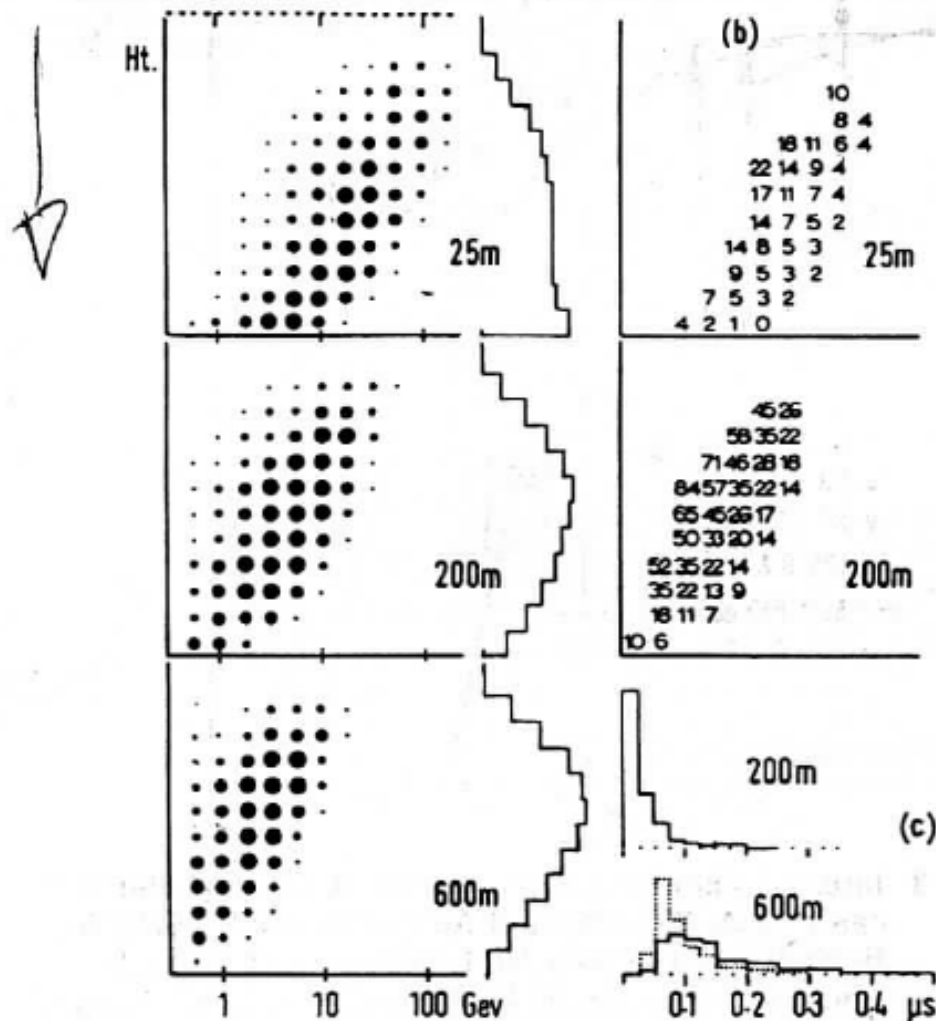 (b)
Ht.
10
8 4
18 11 6 4
22 14 9 4
17 11 7 4
14 7 5 2
14 8 5 3
9 5 3 2
7 5 3 2
4 2 1 0
25m
25m
45 26
58 35 22
71 46 28 18
84 57 35 22 14
65 45 26 17
50 33 20 14
52 35 22 14
35 22 13 9
18 11 7
10 6
200m
200m
200m
(c)
600m
600m
1 10 100 Gev
0·1 0·2 0·3 0·4 µs